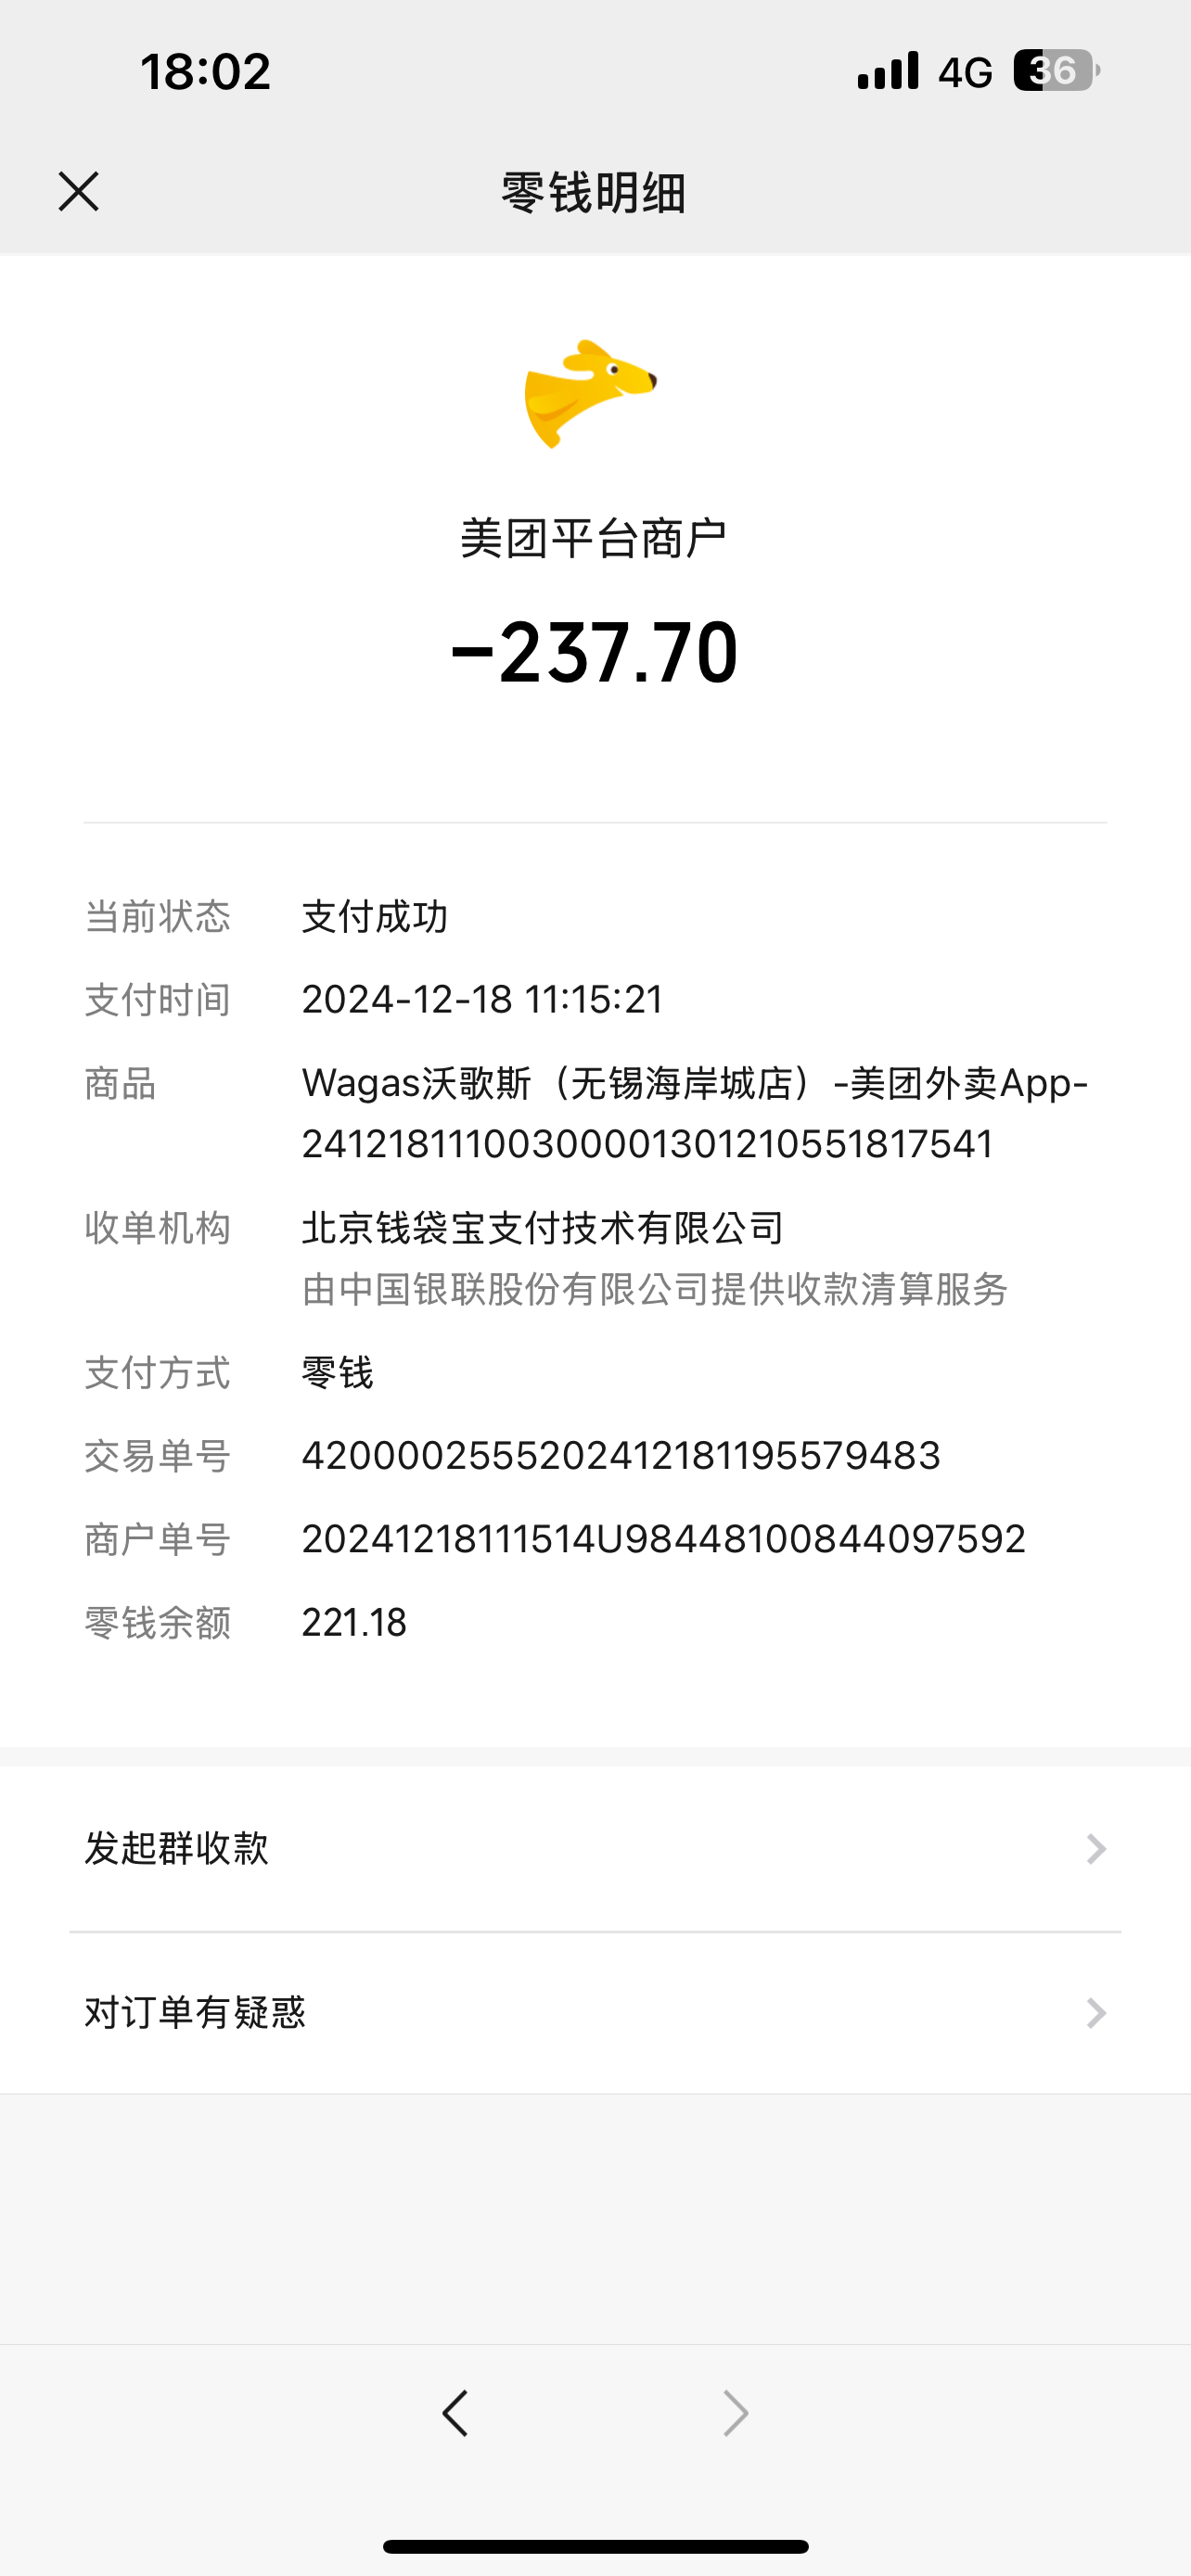 18:02
4G 36
零钱明细
美团平台商户
-237.70
当前状态 支付成功
支付时间 2024-12-18 11:15:21
商品 Wagas沃歌斯（无锡海岸城店）-美团外卖App-
24121811100300001301210551817541
收单机构 北京钱袋宝支付技术有限公司
由中国银联股份有限公司提供收款清算服务
支付方式 零钱
交易单号 4200002555202412181195579483
商户单号 20241218111514U98448100844097592
零钱余额 221.18
发起群收款
对订单有疑惑